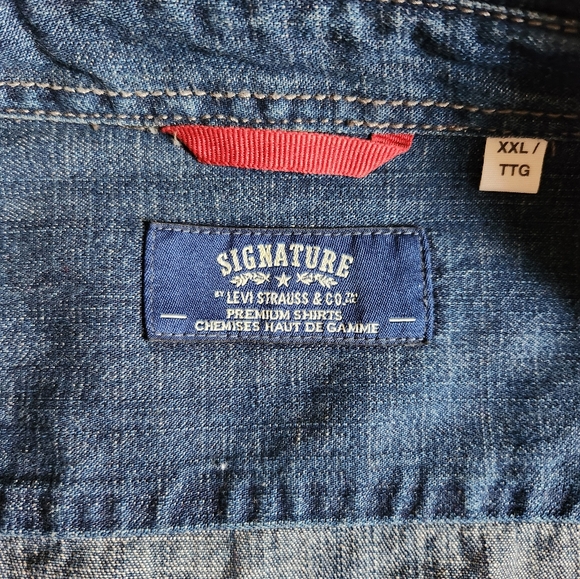 XXL /
TTG
SIGNATURE
BY LEVI STRAUSS & CO.
PREMIUM SHIRTS
CHEMISES HAUT DE GAMME